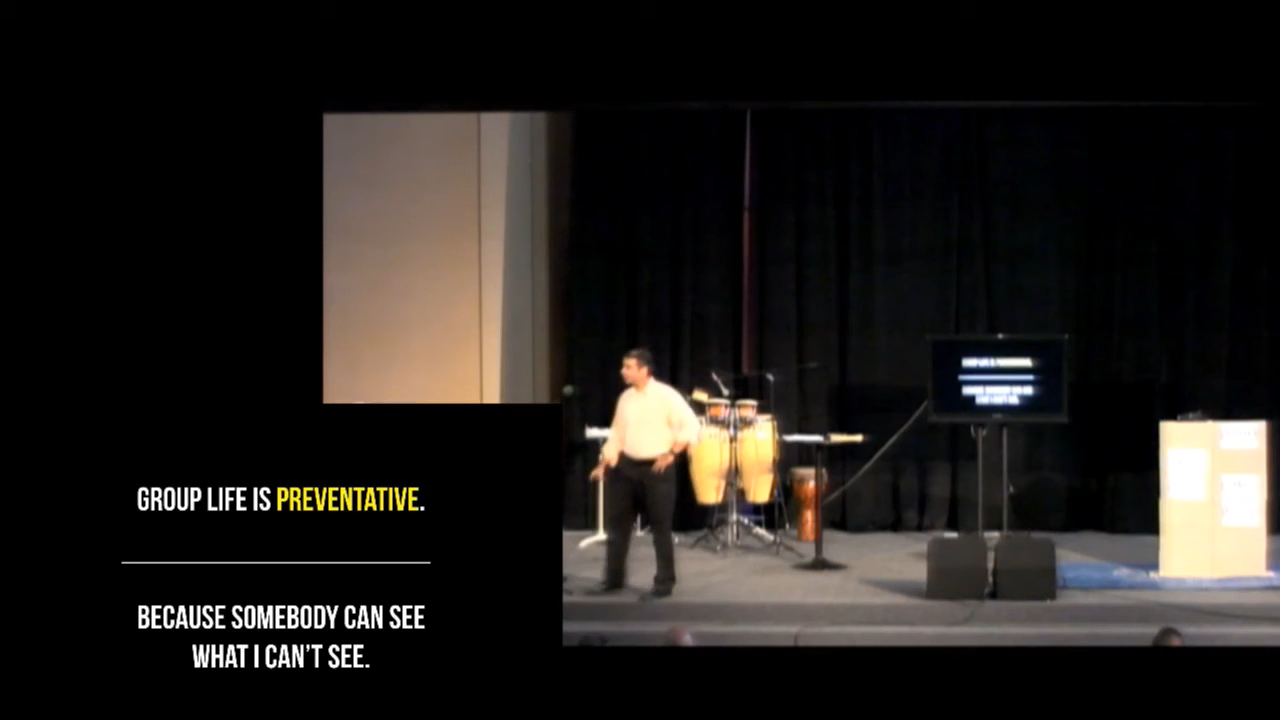 GROUP LIFE IS PREVENTATIVE.
BECAUSE SOMEBODY CAN SEE
WHAT I CAN'T SEE.